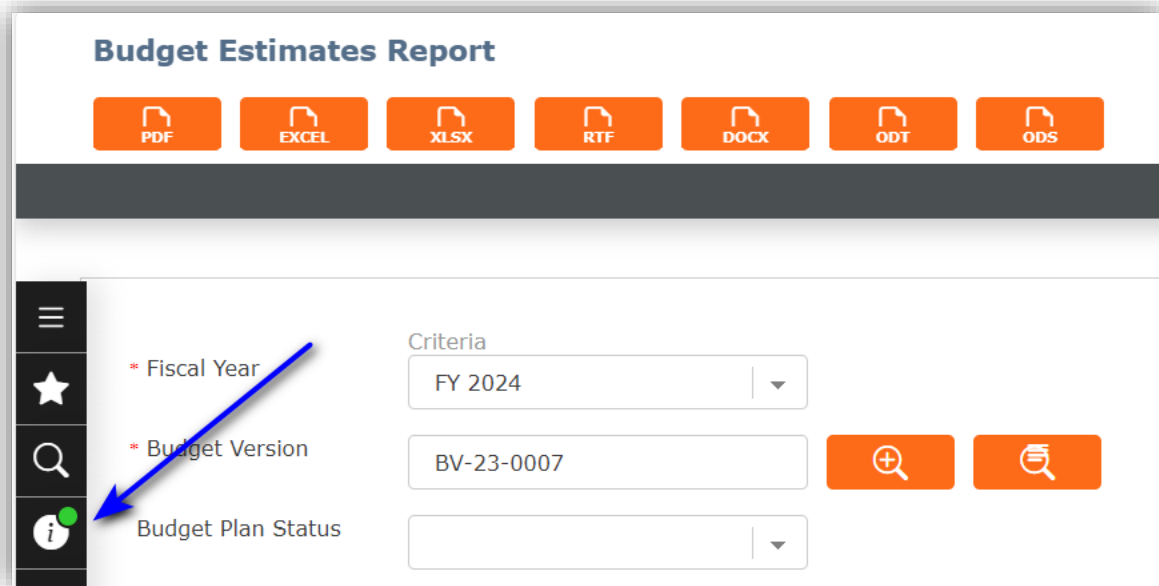 Budget Estimates Report
PDF EXCEL XLSX RTF DOCX ODT ODS
Criteria
* Fiscal Year FY 2024
* Budget Version BV-23-0007
Budget Plan Status